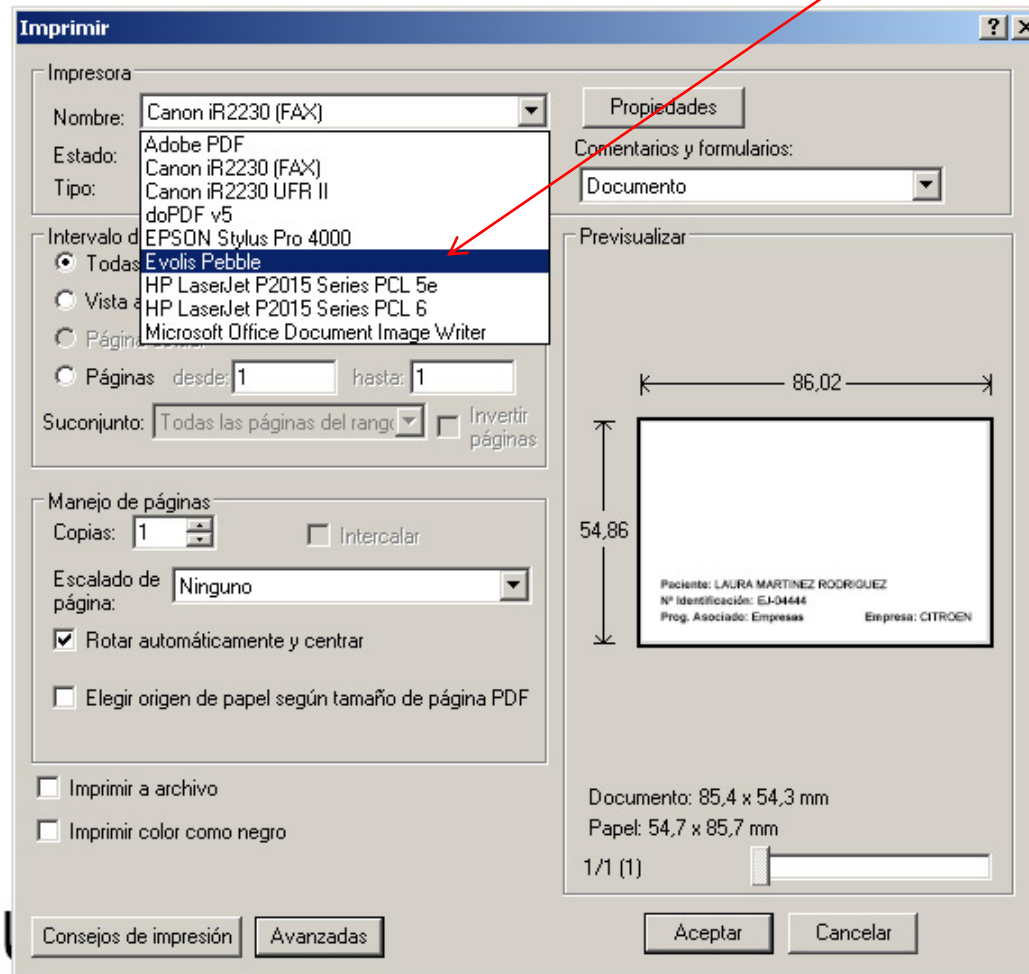 Imprimir
Impresora
Nombre: Canon iR2230 (FAX) Propiedades
Adobe PDF
Estado: Canon iR2230 (FAX) Comentarios y formularios:
Tipo: Canon iR2230 UFR II Documento
doPDF v5
Intervalo d EPSON Stylus Pro 4000 Previsualizar
Todas Evolis Pebble
HP LaserJet P2015 Series PCL 5e
Vista HP LaserJet P2015 Series PCL 6
Microsoft Office Document Image Writer
Páginas desde: 1 hasta: 1
86,02
Suconjunto: Todas las páginas del rang Invertir páginas
Manejo de páginas
Copias: 1 Intercalar
54,86
Escalado de página: Ninguno
Paciente: LAURA MARTINEZ RODRIGUEZ
Nº Identificación: EJ-04444
Prog. Asociado: Empresas Empresa: CITROEN
Rotar automáticamente y centrar
Elegir origen de papel según tamaño de página PDF
Imprimir a archivo
Documento: 85,4 x 54,3 mm
Imprimir color como negro
Papel: 54,7 x 85,7 mm
1/1 (1)
Consejos de impresión Avanzadas Aceptar Cancelar